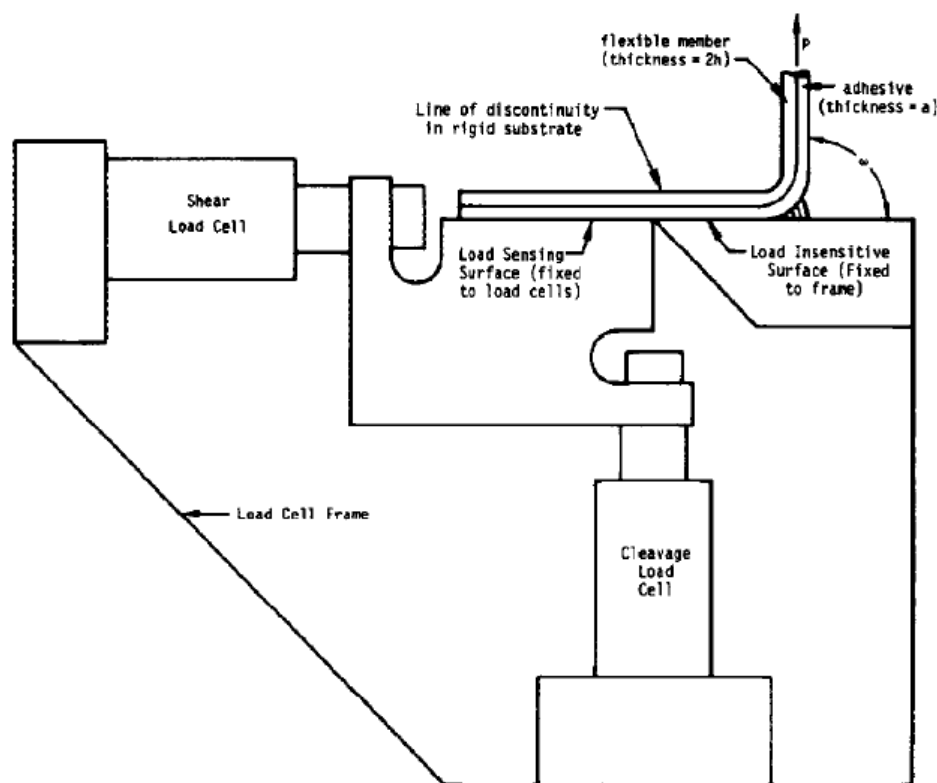 P
flexible member
(thickness = 2h)
adhesive
(thickness = a)
Line of discontinuity
in rigid substrate
ω
Shear
Load Cell
Load Sensing
Surface (fixed
to load cells)
Load Insensitive
Surface (Fixed
to frame)
Load Cell Frame
Cleavage
Load
Cell